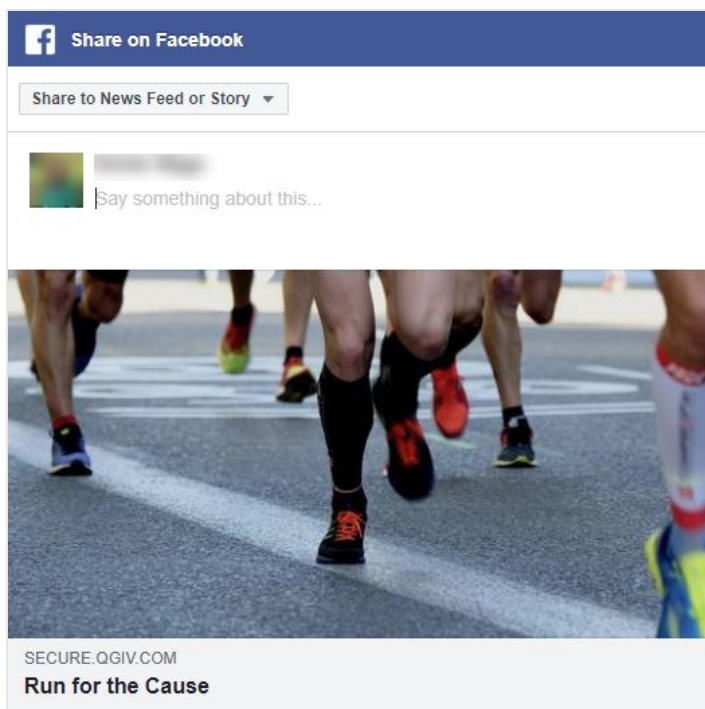 Share on Facebook
Share to News Feed or Story
Say something about this...
SECURE.QGIV.COM
Run for the Cause